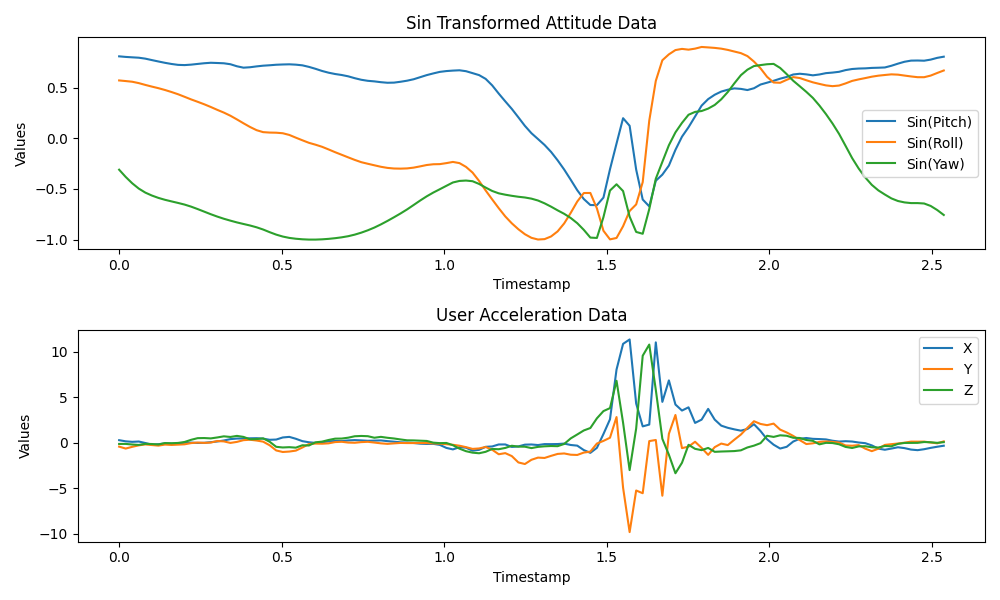 Sin Transformed Attitude Data
Values
0.5
0.0
−0.5
−1.0
Sin(Pitch)
Sin(Roll)
Sin(Yaw)
0.0 0.5 1.0 1.5 2.0 2.5
Timestamp
User Acceleration Data
Values
10
5
0
−5
−10
X
Y
Z
0.0 0.5 1.0 1.5 2.0 2.5
Timestamp